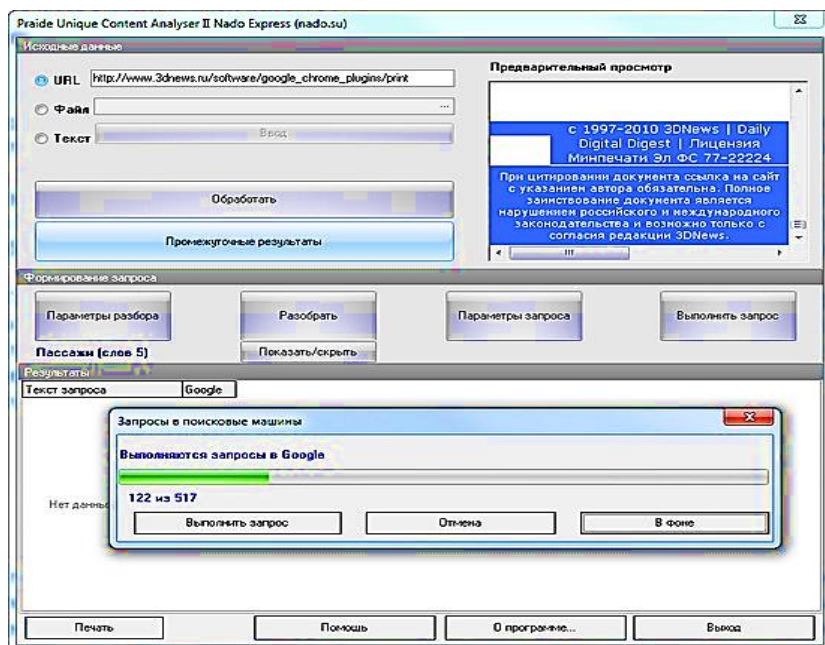 Praide Unique Content Analyser II Nado Express (nado.su)
Исходные данные
URL http://www.3dnews.ru/software/google_chrome_plugins/print
Файл ...
Текст Ввод
Обработать
Промежуточные результаты
Предварительный просмотр
с 1997-2010 3DNews | Daily
Digital Digest | Лицензия
Минпечати Эл ФС 77-22224
При цитировании документа ссылка на сайт
с указанием автора обязательна. Полное
заимствование документа является
нарушением российского и международного
законодательства и возможно только с
согласия редакции 3DNews.
Формирование запроса
Параметры разбора Разобрать Параметры запроса Выполнить запрос
Пассажи (слов 5) Показать/скрыть
Результаты
Текст запроса Google
Запросы в поисковые машины
Выполняются запросы в Google
122 из 517
Нет данны
Выполнить запрос Отмена В фоне
Печать Помощь О программе... Выход